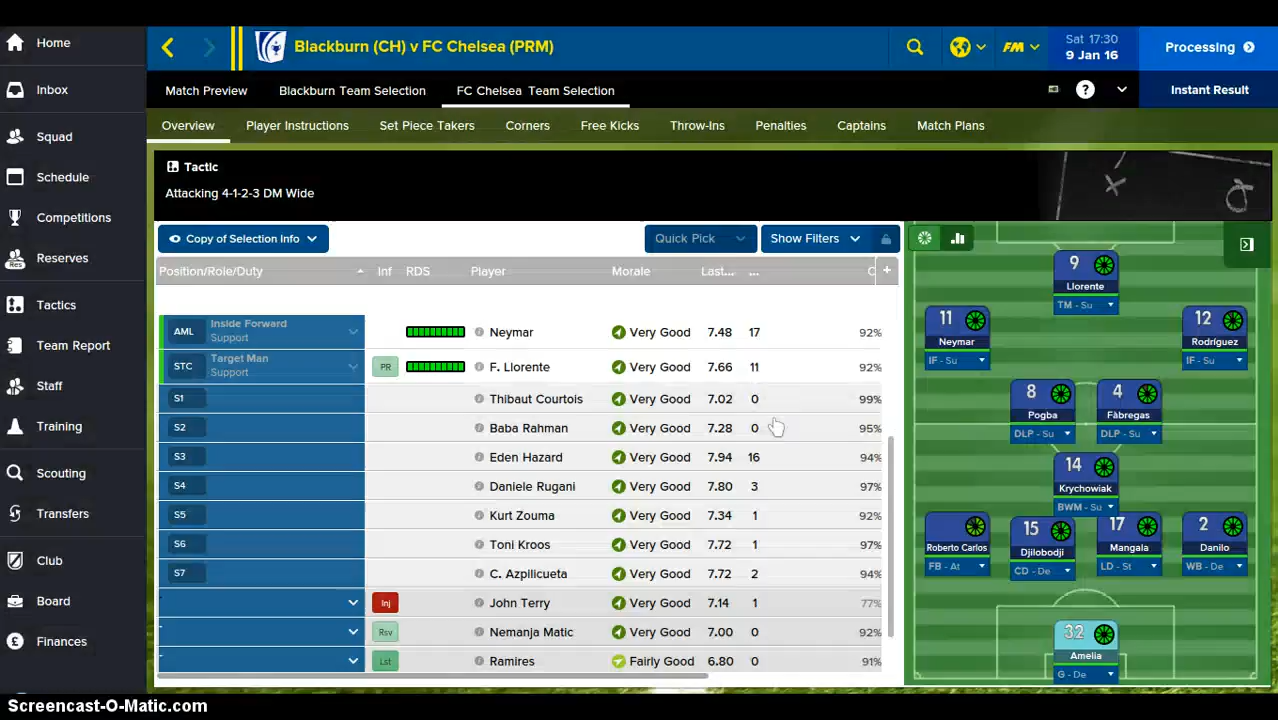 Home
Inbox
Squad
Schedule
Competitions
Res
Reserves
Tactics
Team Report
Staff
Training
Scouting
Transfers
Club
Board
Finances
Blackburn (CH) v FC Chelsea (PRM)
FM
Sat 17:30
9 Jan 16
Processing
Match Preview
Blackburn Team Selection
FC Chelsea Team Selection
?
Instant Result
Overview
Player Instructions
Set Piece Takers
Corners
Free Kicks
Throw-Ins
Penalties
Captains
Match Plans
Tactic
Attacking 4-1-2-3 DM Wide
Copy of Selection Info
Quick Pick
Show Filters
Position/Role/Duty Inf RDS Player Morale Last... ... C +
AML Inside Forward Support Neymar Very Good 7.48 17 92%
STC Target Man Support PR F. Llorente Very Good 7.66 11 92%
S1 Thibaut Courtois Very Good 7.02 0 99%
S2 Baba Rahman Very Good 7.28 0 95%
S3 Eden Hazard Very Good 7.94 16 94%
S4 Daniele Rugani Very Good 7.80 3 97%
S5 Kurt Zouma Very Good 7.34 1 92%
S6 Toni Kroos Very Good 7.72 1 97%
S7 C. Azpilicueta Very Good 7.72 2 94%
- Inj John Terry Very Good 7.14 1 77%
- Rsv Nemanja Matic Very Good 7.00 0 92%
- Lst Ramires Fairly Good 6.80 0 91%
9
Llorente
TM - Su
11
Neymar
IF - Su
12
Rodríguez
IF - Su
8
Pogba
DLP - Su
4
Fàbregas
DLP - Su
14
Krychowiak
BWM - Su
Roberto Carlos
FB - At
15
Djilobodji
CD - De
17
Mangala
LD - St
2
Danilo
WB - De
32
Amelia
G - De
Screencast-O-Matic.com